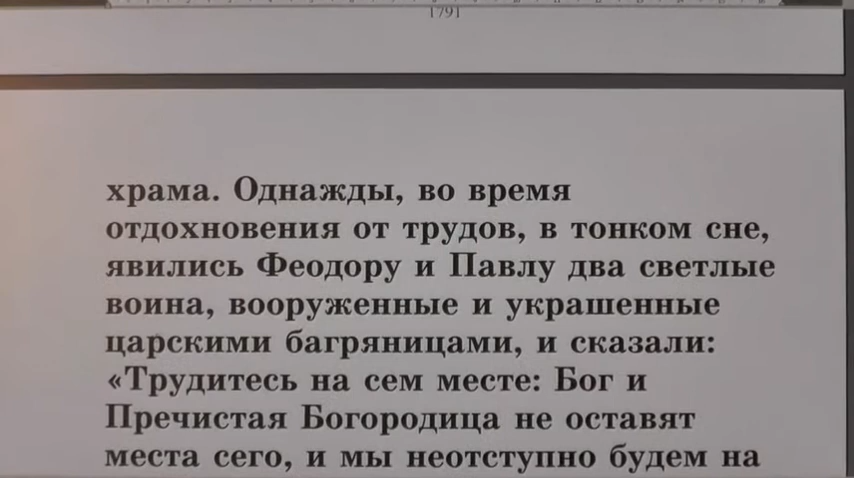 1791
храма. Однажды, во время
отдохновения от трудов, в тонком сне,
явились Феодору и Павлу два светлые
воина, вооруженные и украшенные
царскими багряницами, и сказали:
«Трудитесь на сем месте: Бог и
Пречистая Богородица не оставят
места сего, и мы неотступно будем на